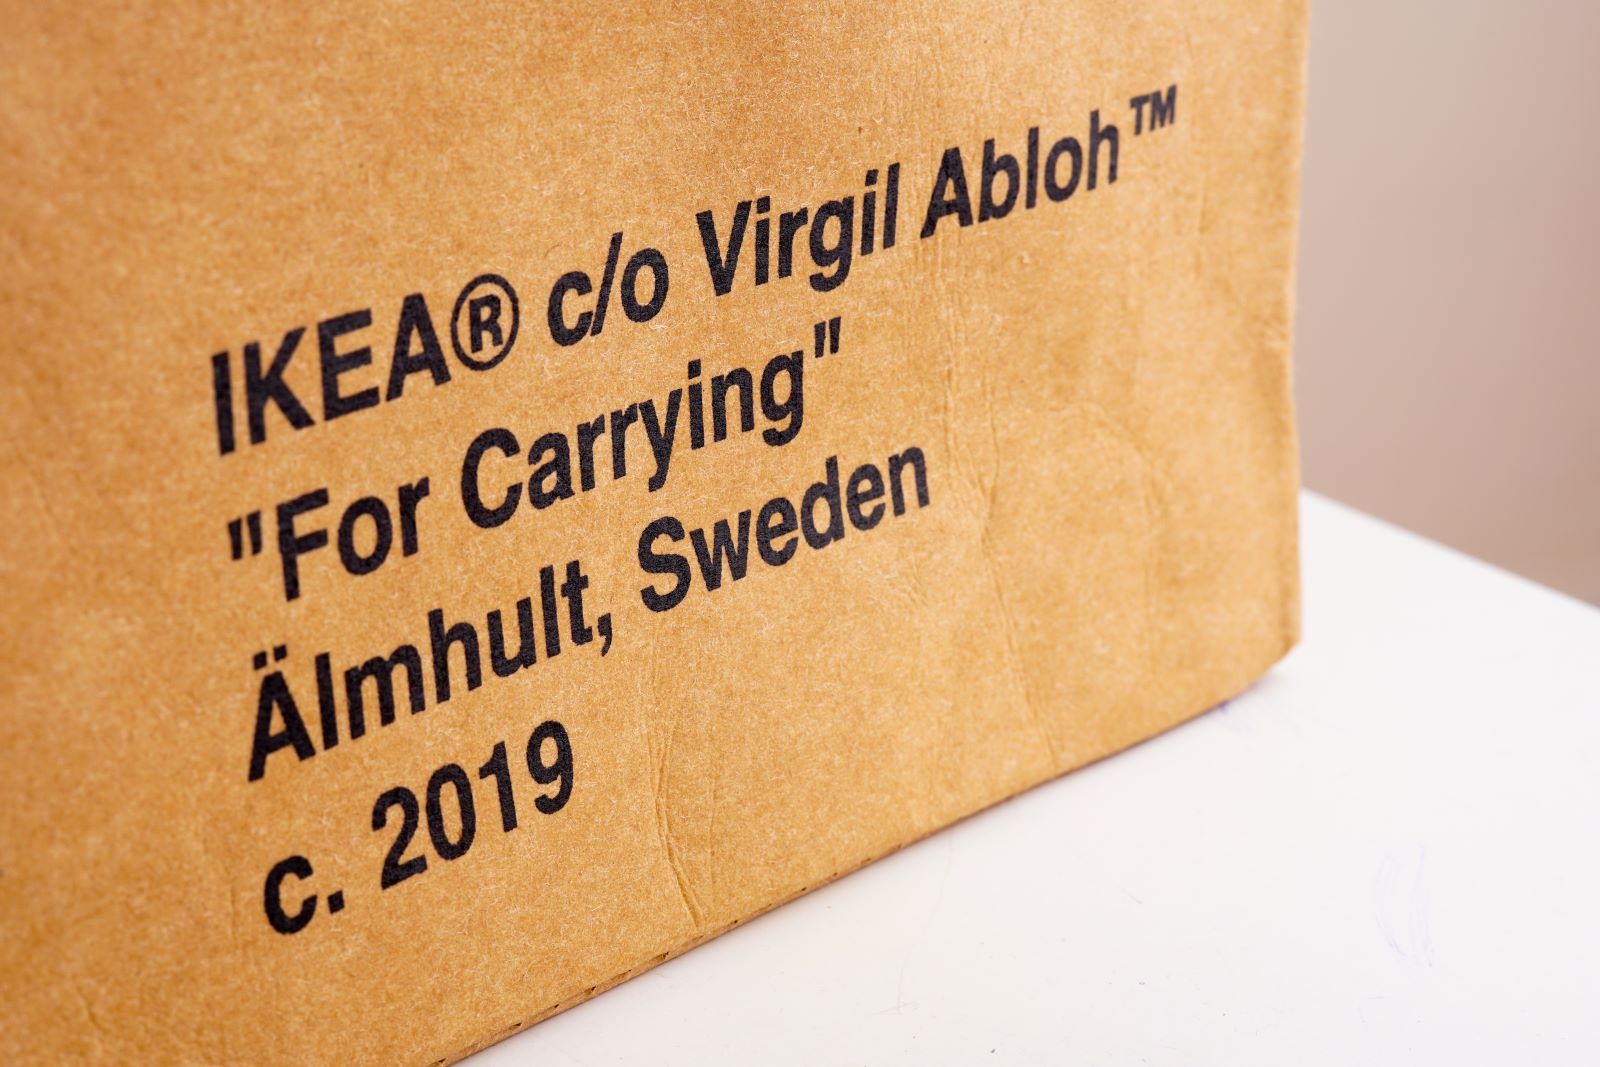 IKEA® c/o Virgil Abloh™
"For Carrying"
Älmhult, Sweden
c. 2019